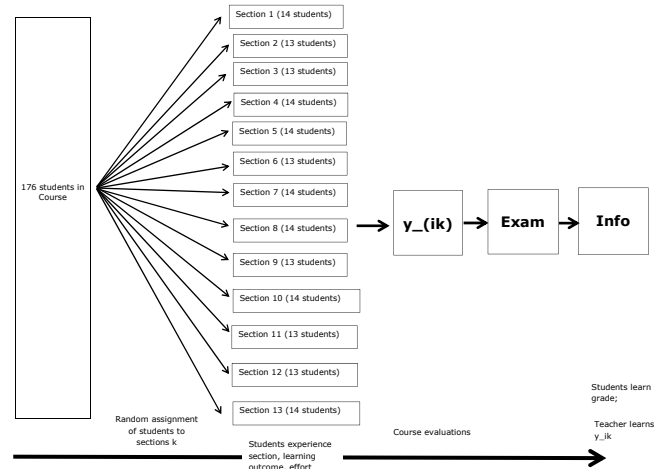 176 students in
Course
Section 1 (14 students)
Section 2 (13 students)
Section 3 (13 students)
Section 4 (14 students)
Section 5 (14 students)
Section 6 (13 students)
Section 7 (14 students)
Section 8 (14 students)
Section 9 (13 students)
Section 10 (14 students)
Section 11 (13 students)
Section 12 (13 students)
Section 13 (14 students)
y_(ik)
Exam
Info
Random assignment
of students to
sections k
Students experience
section, learning
outcome, effort
Course evaluations
Students learn
grade;
Teacher learns
y_ik